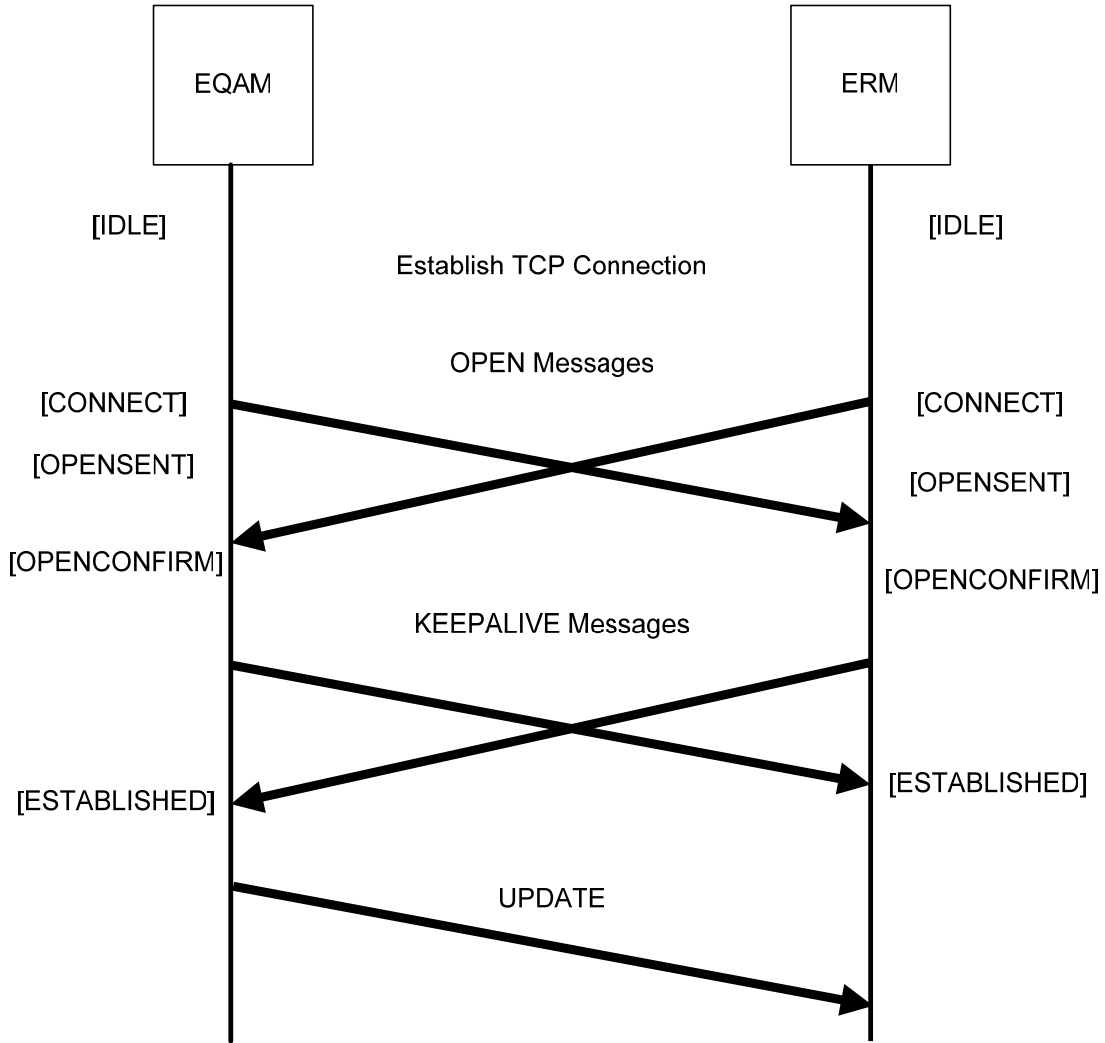 EQAM
ERM
[IDLE]
[IDLE]
Establish TCP Connection
OPEN Messages
[CONNECT]
[CONNECT]
[OPENSENT]
[OPENSENT]
[OPENCONFIRM]
[OPENCONFIRM]
KEEPALIVE Messages
[ESTABLISHED]
[ESTABLISHED]
UPDATE